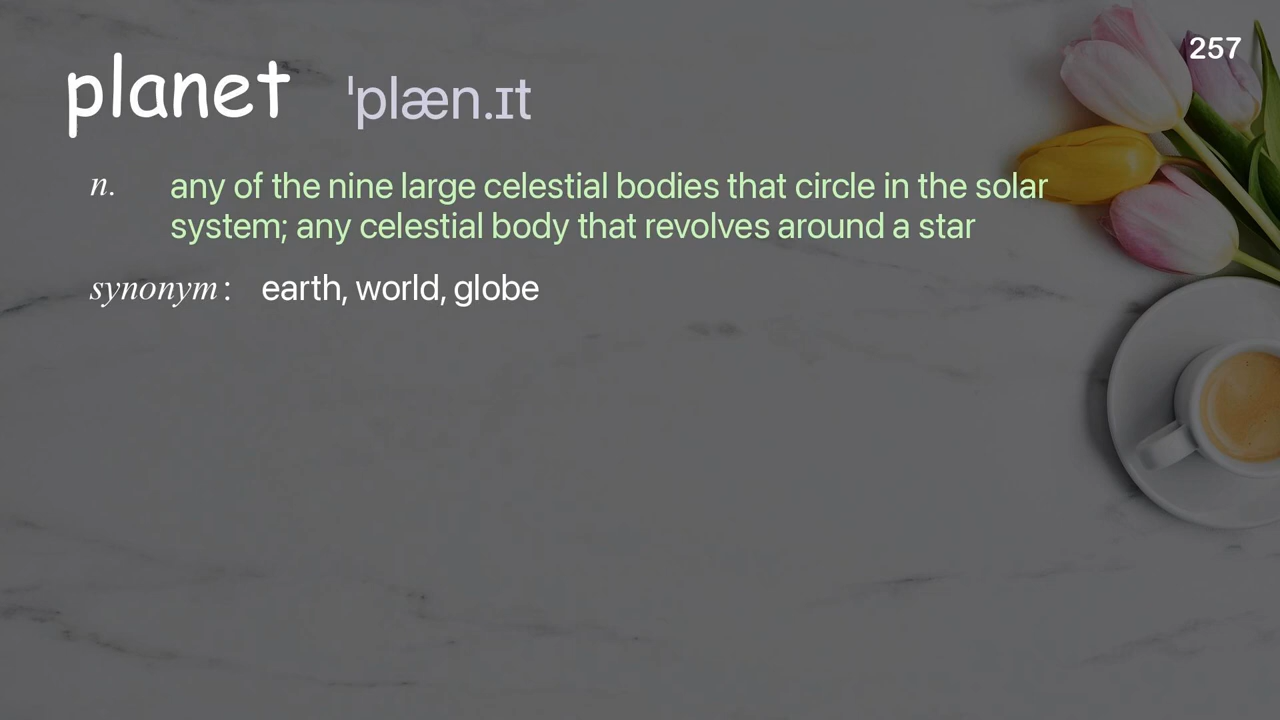 257
planet ˈplæn.ɪt
n. any of the nine large celestial bodies that circle in the solar
system; any celestial body that revolves around a star
synonym: earth, world, globe